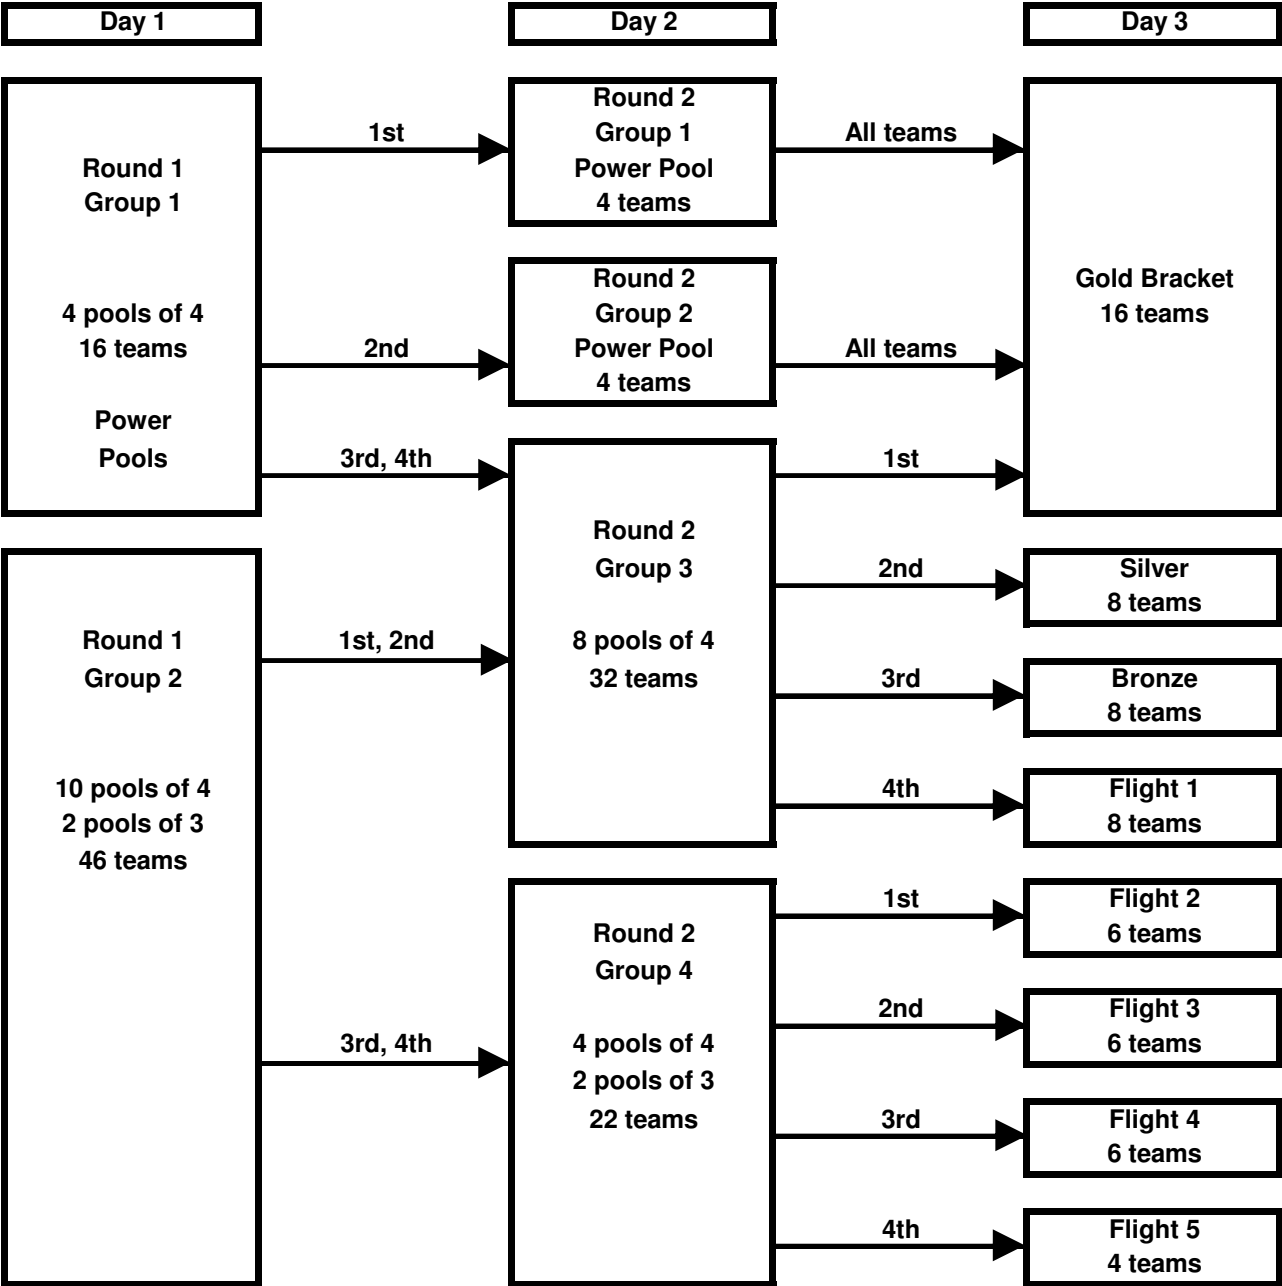 Day 1
Day 2
Day 3
Round 1
Group 1
4 pools of 4
16 teams
Power
Pools
1st
2nd
3rd, 4th
Round 2
Group 1
Power Pool
4 teams
All teams
Round 2
Group 2
Power Pool
4 teams
All teams
Gold Bracket
16 teams
Round 1
Group 2
10 pools of 4
2 pools of 3
46 teams
1st, 2nd
3rd, 4th
Round 2
Group 3
8 pools of 4
32 teams
1st
2nd
3rd
4th
Silver
8 teams
Bronze
8 teams
Flight 1
8 teams
Round 2
Group 4
4 pools of 4
2 pools of 3
22 teams
1st
2nd
3rd
4th
Flight 2
6 teams
Flight 3
6 teams
Flight 4
6 teams
Flight 5
4 teams